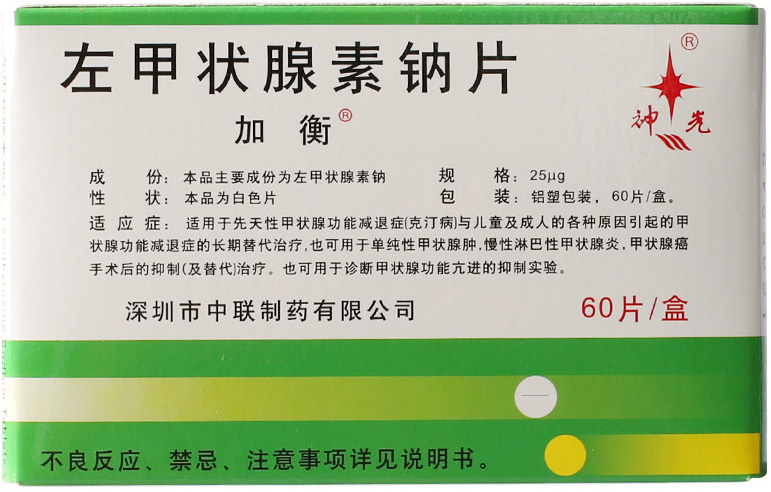 左甲状腺素钠片
®
加 衡®
神光
成 份：本品主要成份为左甲状腺素钠 规 格：25μg
性 状：本品为白色片 包 装：铝塑包装，60片/盒。
适 应 症：适用于先天性甲状腺功能减退症(克汀病)与儿童及成人的各种原因引起的甲
状腺功能减退症的长期替代治疗，也可用于单纯性甲状腺肿，慢性淋巴性甲状腺炎，甲状腺癌
手术后的抑制(及替代)治疗。也可用于诊断甲状腺功能亢进的抑制实验。
深圳市中联制药有限公司 60片/盒
不良反应、禁忌、注意事项详见说明书。